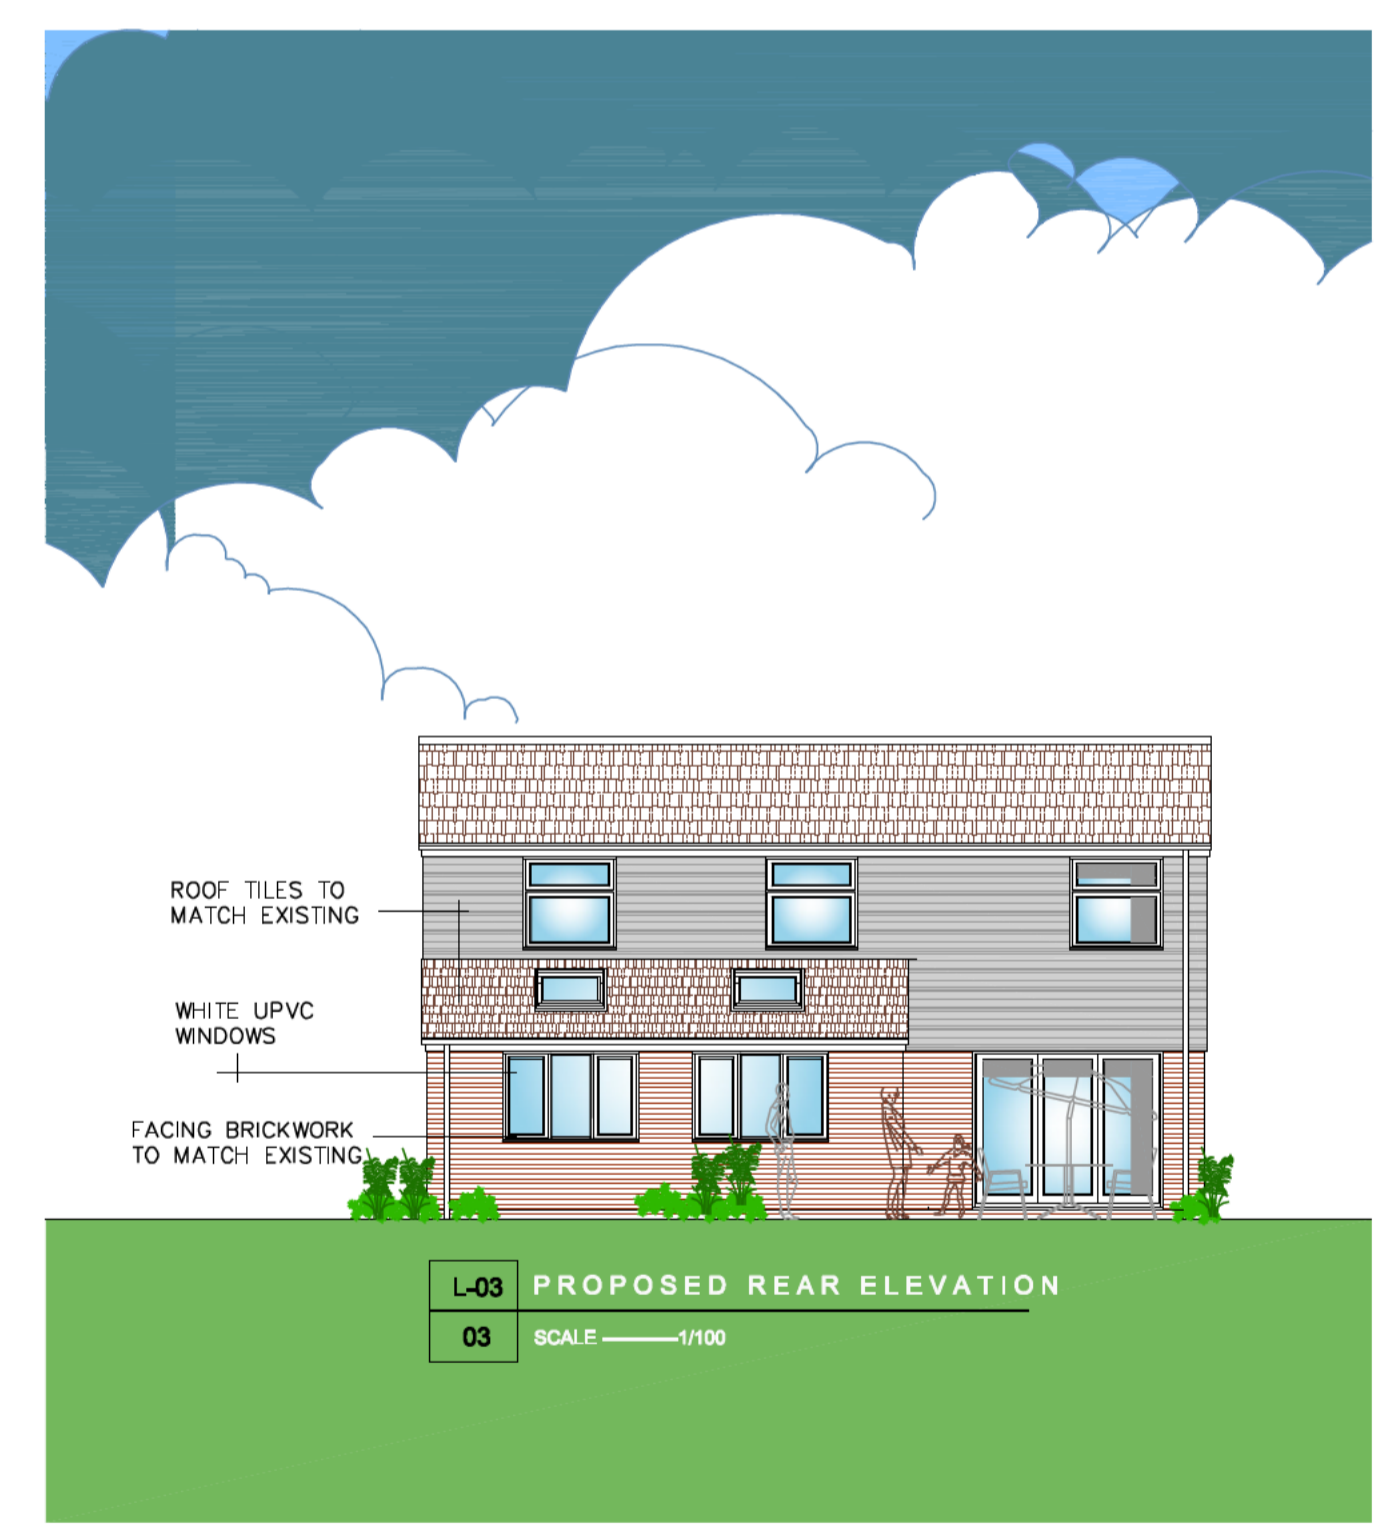 ROOF TILES TO
MATCH EXISTING
WHITE UPVC
WINDOWS
FACING BRICKWORK
TO MATCH EXISTING
L-03 PROPOSED REAR ELEVATION
03 SCALE 1/100